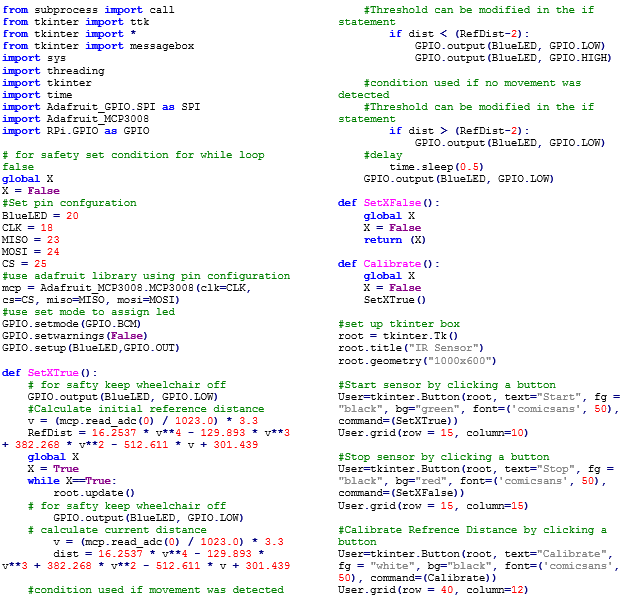 from subprocess import call
from tkinter import ttk
from tkinter import *
from tkinter import messagebox
import sys
import threading
import tkinter
import time
import Adafruit_GPIO.SPI as SPI
import Adafruit_MCP3008
import RPi.GPIO as GPIO

# for safety set condition for while loop
false
global X
X = False
#Set pin confguration
BlueLED = 20
CLK = 18
MISO = 23
MOSI = 24
CS = 25
#use adafruit library using pin configuration
mcp = Adafruit_MCP3008.MCP3008(clk=CLK,
cs=CS, miso=MISO, mosi=MOSI)
#use set mode to assign led
GPIO.setmode(GPIO.BCM)
GPIO.setwarnings(False)
GPIO.setup(BlueLED,GPIO.OUT)

def SetXTrue():
    # for safty keep wheelchair off
    GPIO.output(BlueLED, GPIO.LOW)
    #Calculate initial reference distance
    v = (mcp.read_adc(0) / 1023.0) * 3.3
    RefDist = 16.2537 * v**4 - 129.893 * v**3
+ 382.268 * v**2 - 512.611 * v + 301.439
    global X
    X = True
    while X==True:
        root.update()
    # for safty keep wheelchair off
        GPIO.output(BlueLED, GPIO.LOW)
    # calculate current distance
        v = (mcp.read_adc(0) / 1023.0) * 3.3
        dist = 16.2537 * v**4 - 129.893 *
v**3 + 382.268 * v**2 - 512.611 * v + 301.439

    #condition used if movement was detected
    #Threshold can be modified in the if
statement
        if dist < (RefDist-2):
            GPIO.output(BlueLED, GPIO.LOW)
            GPIO.output(BlueLED, GPIO.HIGH)

    #condition used if no movement was
detected
    #Threshold can be modified in the if
statement
        if dist > (RefDist-2):
            GPIO.output(BlueLED, GPIO.LOW)
    #delay
        time.sleep(0.5)
    GPIO.output(BlueLED, GPIO.LOW)

def SetXFalse():
    global X
    X = False
    return (X)

def Calibrate():
    global X
    X = False
    SetXTrue()

#set up tkinter box
root = tkinter.Tk()
root.title("IR Sensor")
root.geometry("1000x600")

#Start sensor by clicking a button
User=tkinter.Button(root, text="Start", fg =
"black", bg="green", font=('comicsans', 50),
command=(SetXTrue))
User.grid(row = 15, column=10)

#Stop sensor by clicking a button
User=tkinter.Button(root, text="Stop", fg =
"black", bg="red", font=('comicsans', 50),
command=(SetXFalse))
User.grid(row = 15, column=15)

#Calibrate Refrence Distance by clicking a
button
User=tkinter.Button(root, text="Calibrate",
fg = "white", bg="black", font=('comicsans',
50), command=(Calibrate))
User.grid(row = 40, column=12)